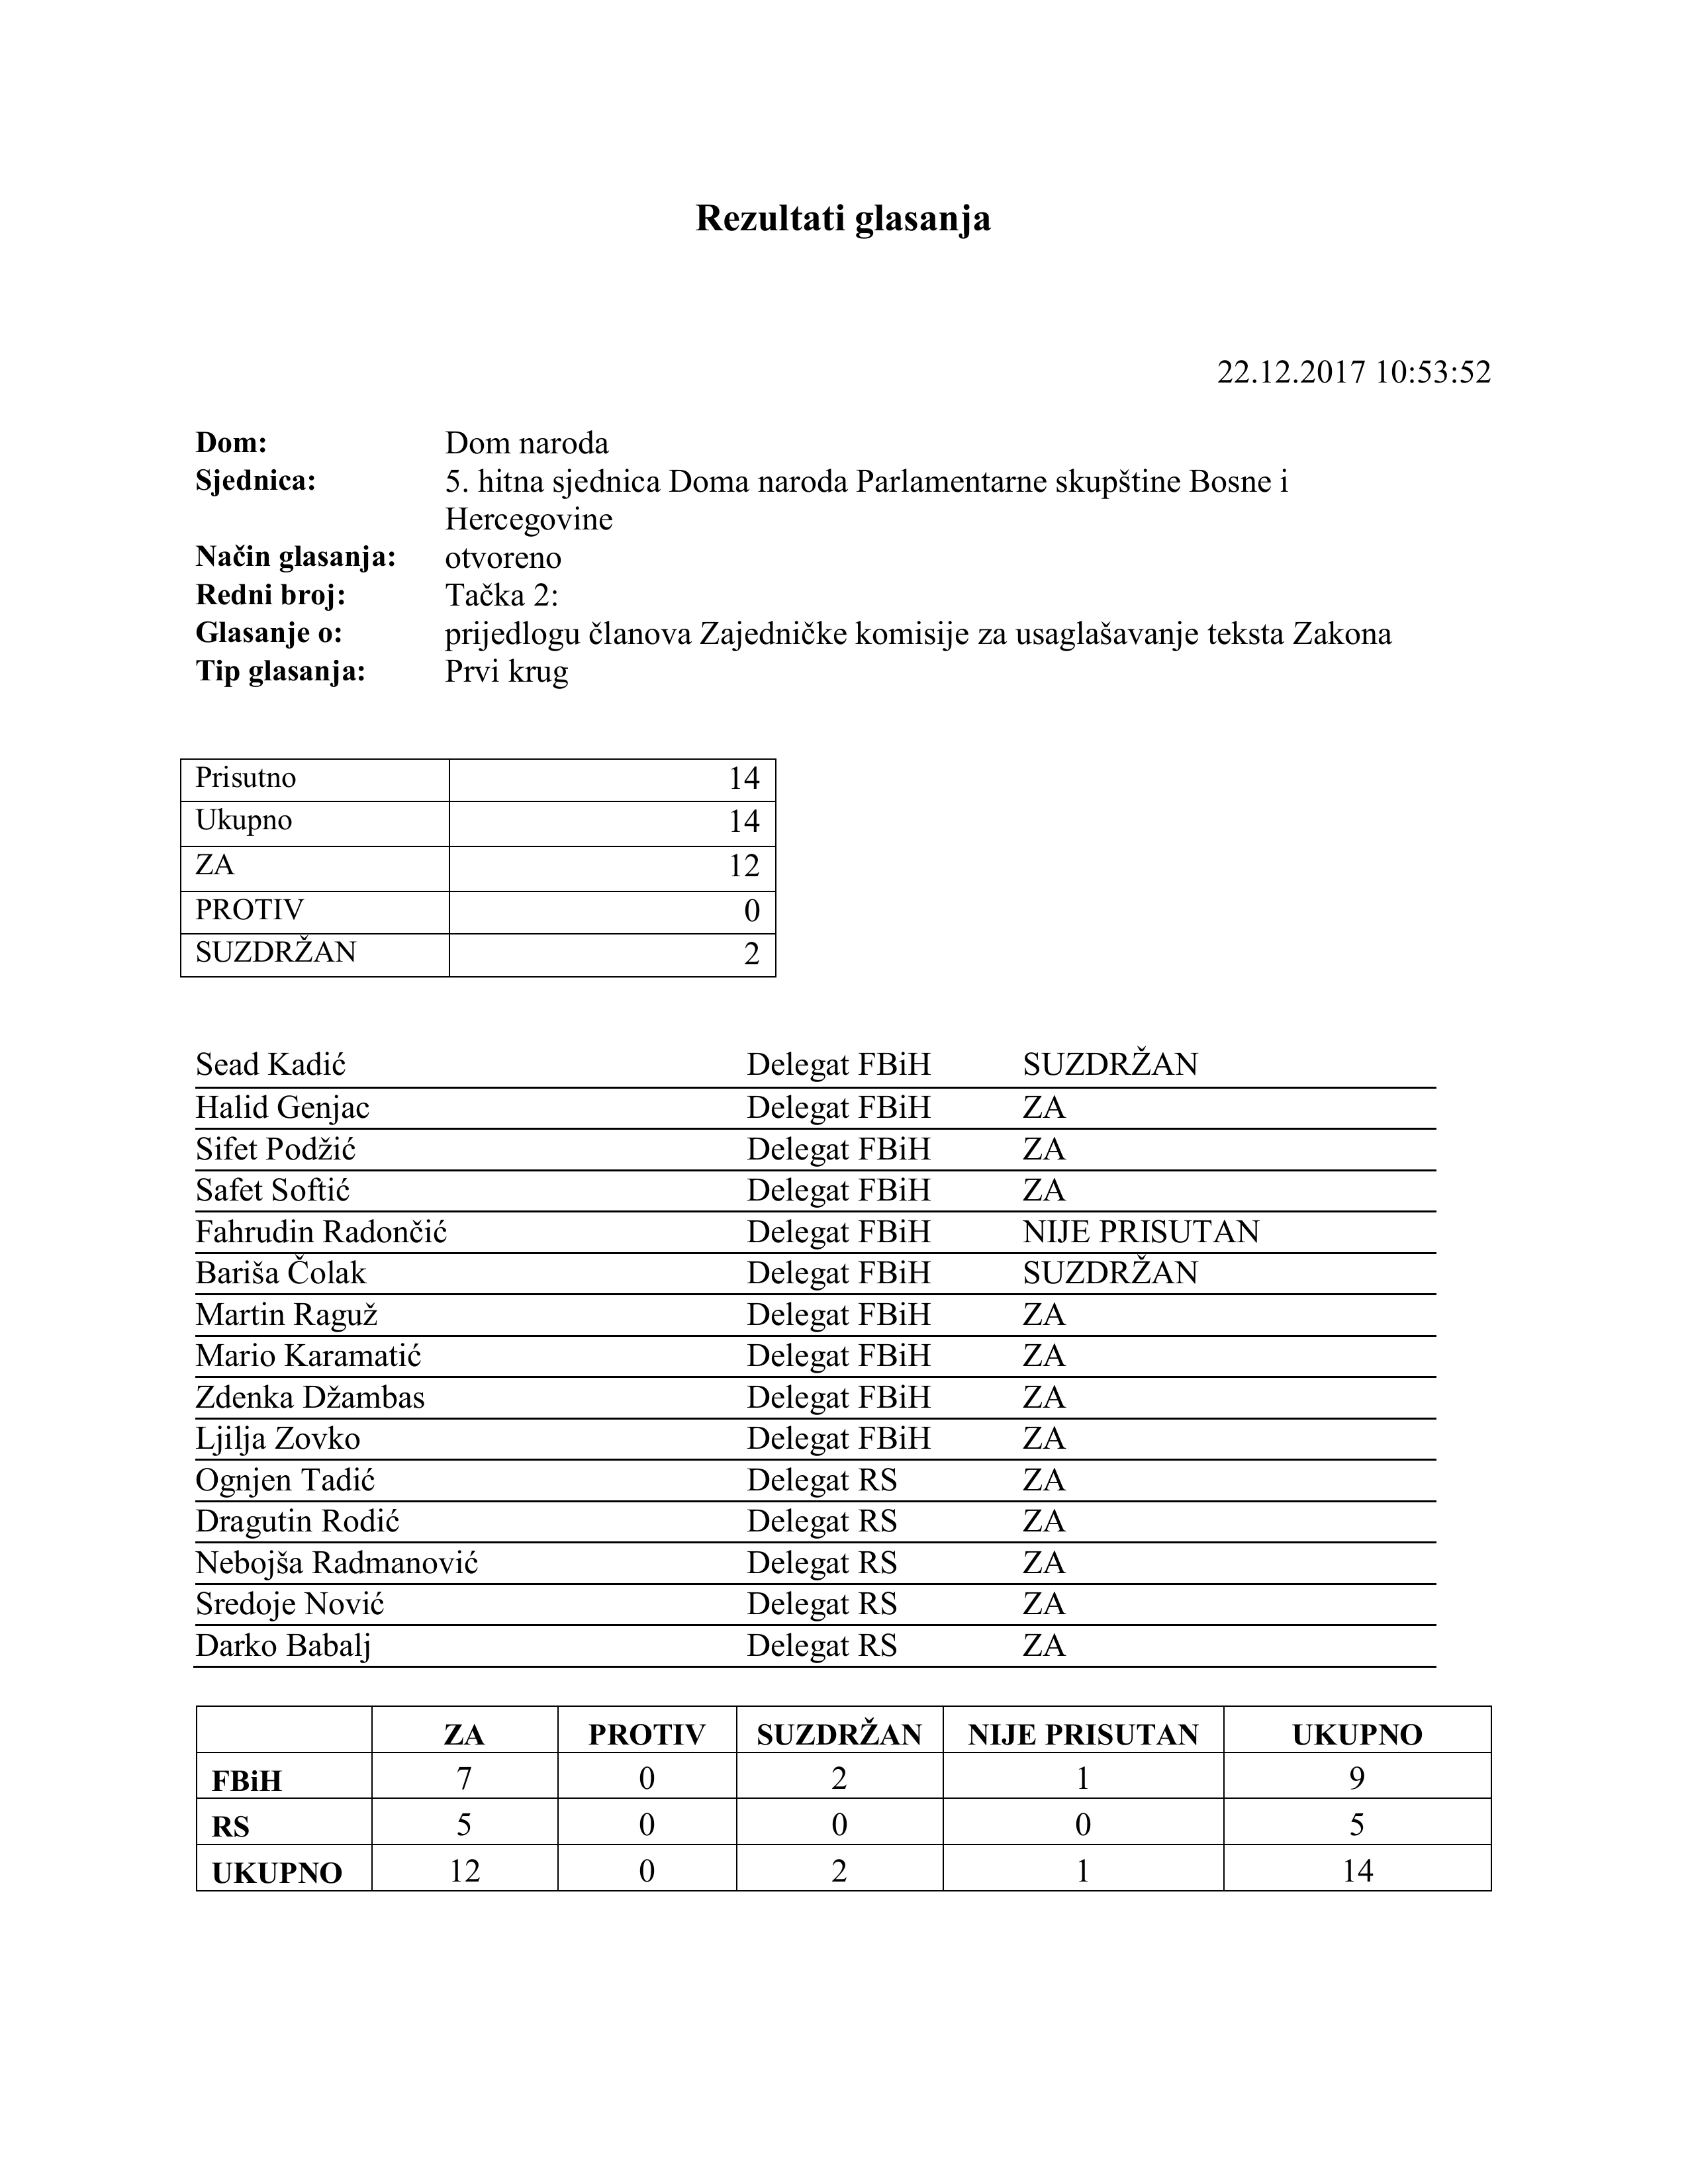 Rezultati glasanja
22.12.2017 10:53:52
Dom: Dom naroda
Sjednica: 5. hitna sjednica Doma naroda Parlamentarne skupštine Bosne i
Hercegovine
Način glasanja: otvoreno
Redni broj: Tačka 2:
Glasanje o: prijedlogu članova Zajedničke komisije za usaglašavanje teksta Zakona
Tip glasanja: Prvi krug
Prisutno 14
Ukupno 14
ZA 12
PROTIV 0
SUZDRŽAN 2
Sead Kadić Delegat FBiH SUZDRŽAN
Halid Genjac Delegat FBiH ZA
Sifet Podžić Delegat FBiH ZA
Safet Softić Delegat FBiH ZA
Fahrudin Radončić Delegat FBiH NIJE PRISUTAN
Bariša Čolak Delegat FBiH SUZDRŽAN
Martin Raguž Delegat FBiH ZA
Mario Karamatić Delegat FBiH ZA
Zdenka Džambas Delegat FBiH ZA
Ljilja Zovko Delegat FBiH ZA
Ognjen Tadić Delegat RS ZA
Dragutin Rodić Delegat RS ZA
Nebojša Radmanović Delegat RS ZA
Sredoje Nović Delegat RS ZA
Darko Babalj Delegat RS ZA
ZA PROTIV SUZDRŽAN NIJE PRISUTAN UKUPNO
FBiH 7 0 2 1 9
RS 5 0 0 0 5
UKUPNO 12 0 2 1 14